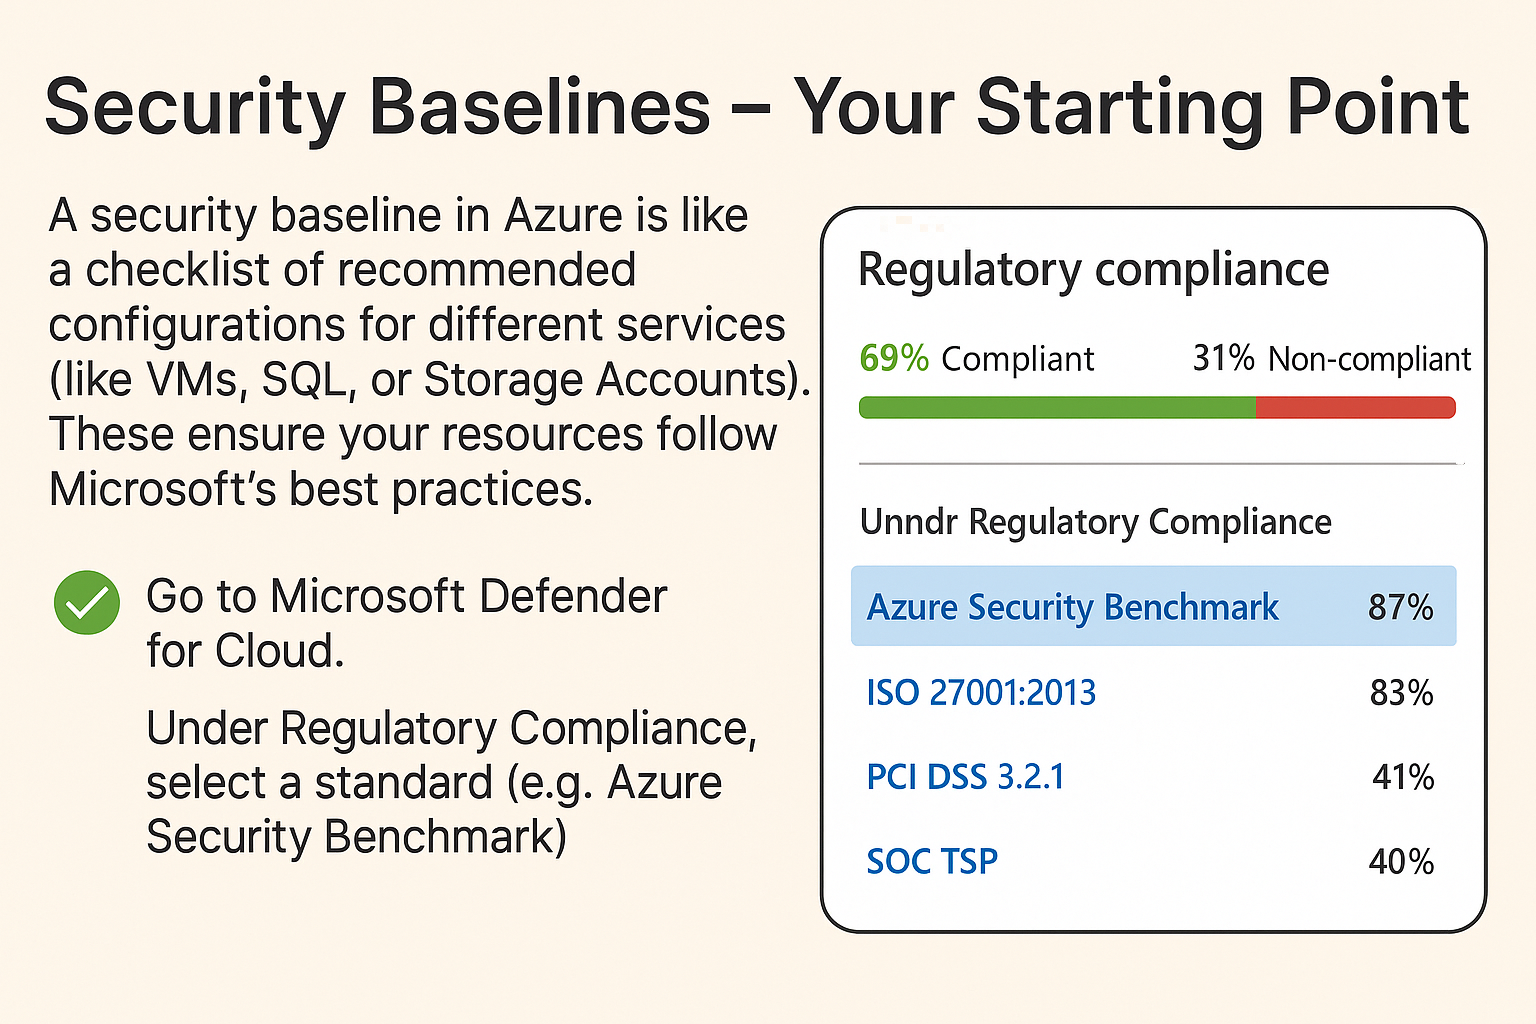 Security Baselines – Your Starting Point
A security baseline in Azure is like
a checklist of recommended
configurations for different services
(like VMs, SQL, or Storage Accounts).
These ensure your resources follow
Microsoft’s best practices.
Go to Microsoft Defender
for Cloud.
Under Regulatory Compliance,
select a standard (e.g. Azure
Security Benchmark)
Regulatory compliance
69% Compliant 31% Non-compliant
Unndr Regulatory Compliance
Azure Security Benchmark 87%
ISO 27001:2013 83%
PCI DSS 3.2.1 41%
SOC TSP 40%